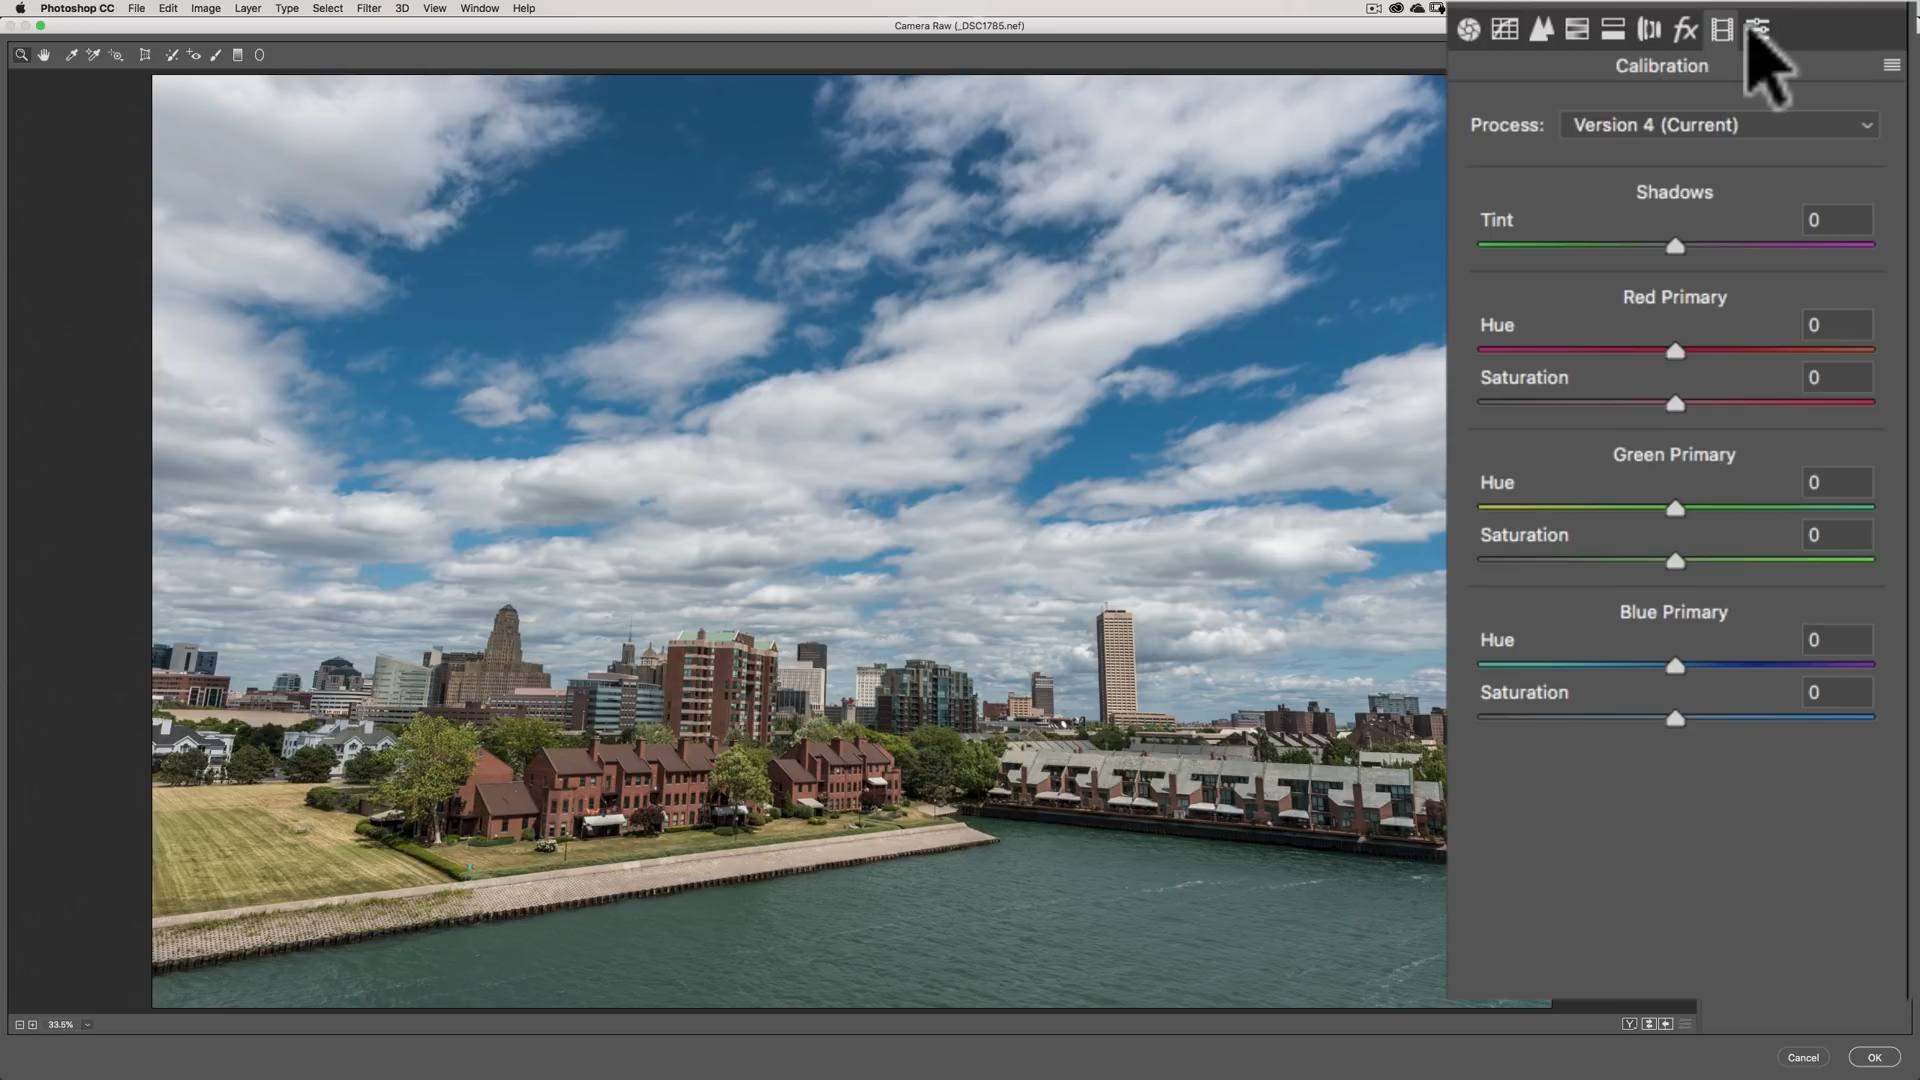 Photoshop CC File Edit Image Layer Type Select Filter 3D View Window Help
Camera Raw (_DSC1785.nef)
fx
Calibration
Process: Version 4 (Current)
Shadows
Tint 0
Red Primary
Hue 0
Saturation 0
Green Primary
Hue 0
Saturation 0
Blue Primary
Hue 0
Saturation 0
33.5%
Y
Cancel OK